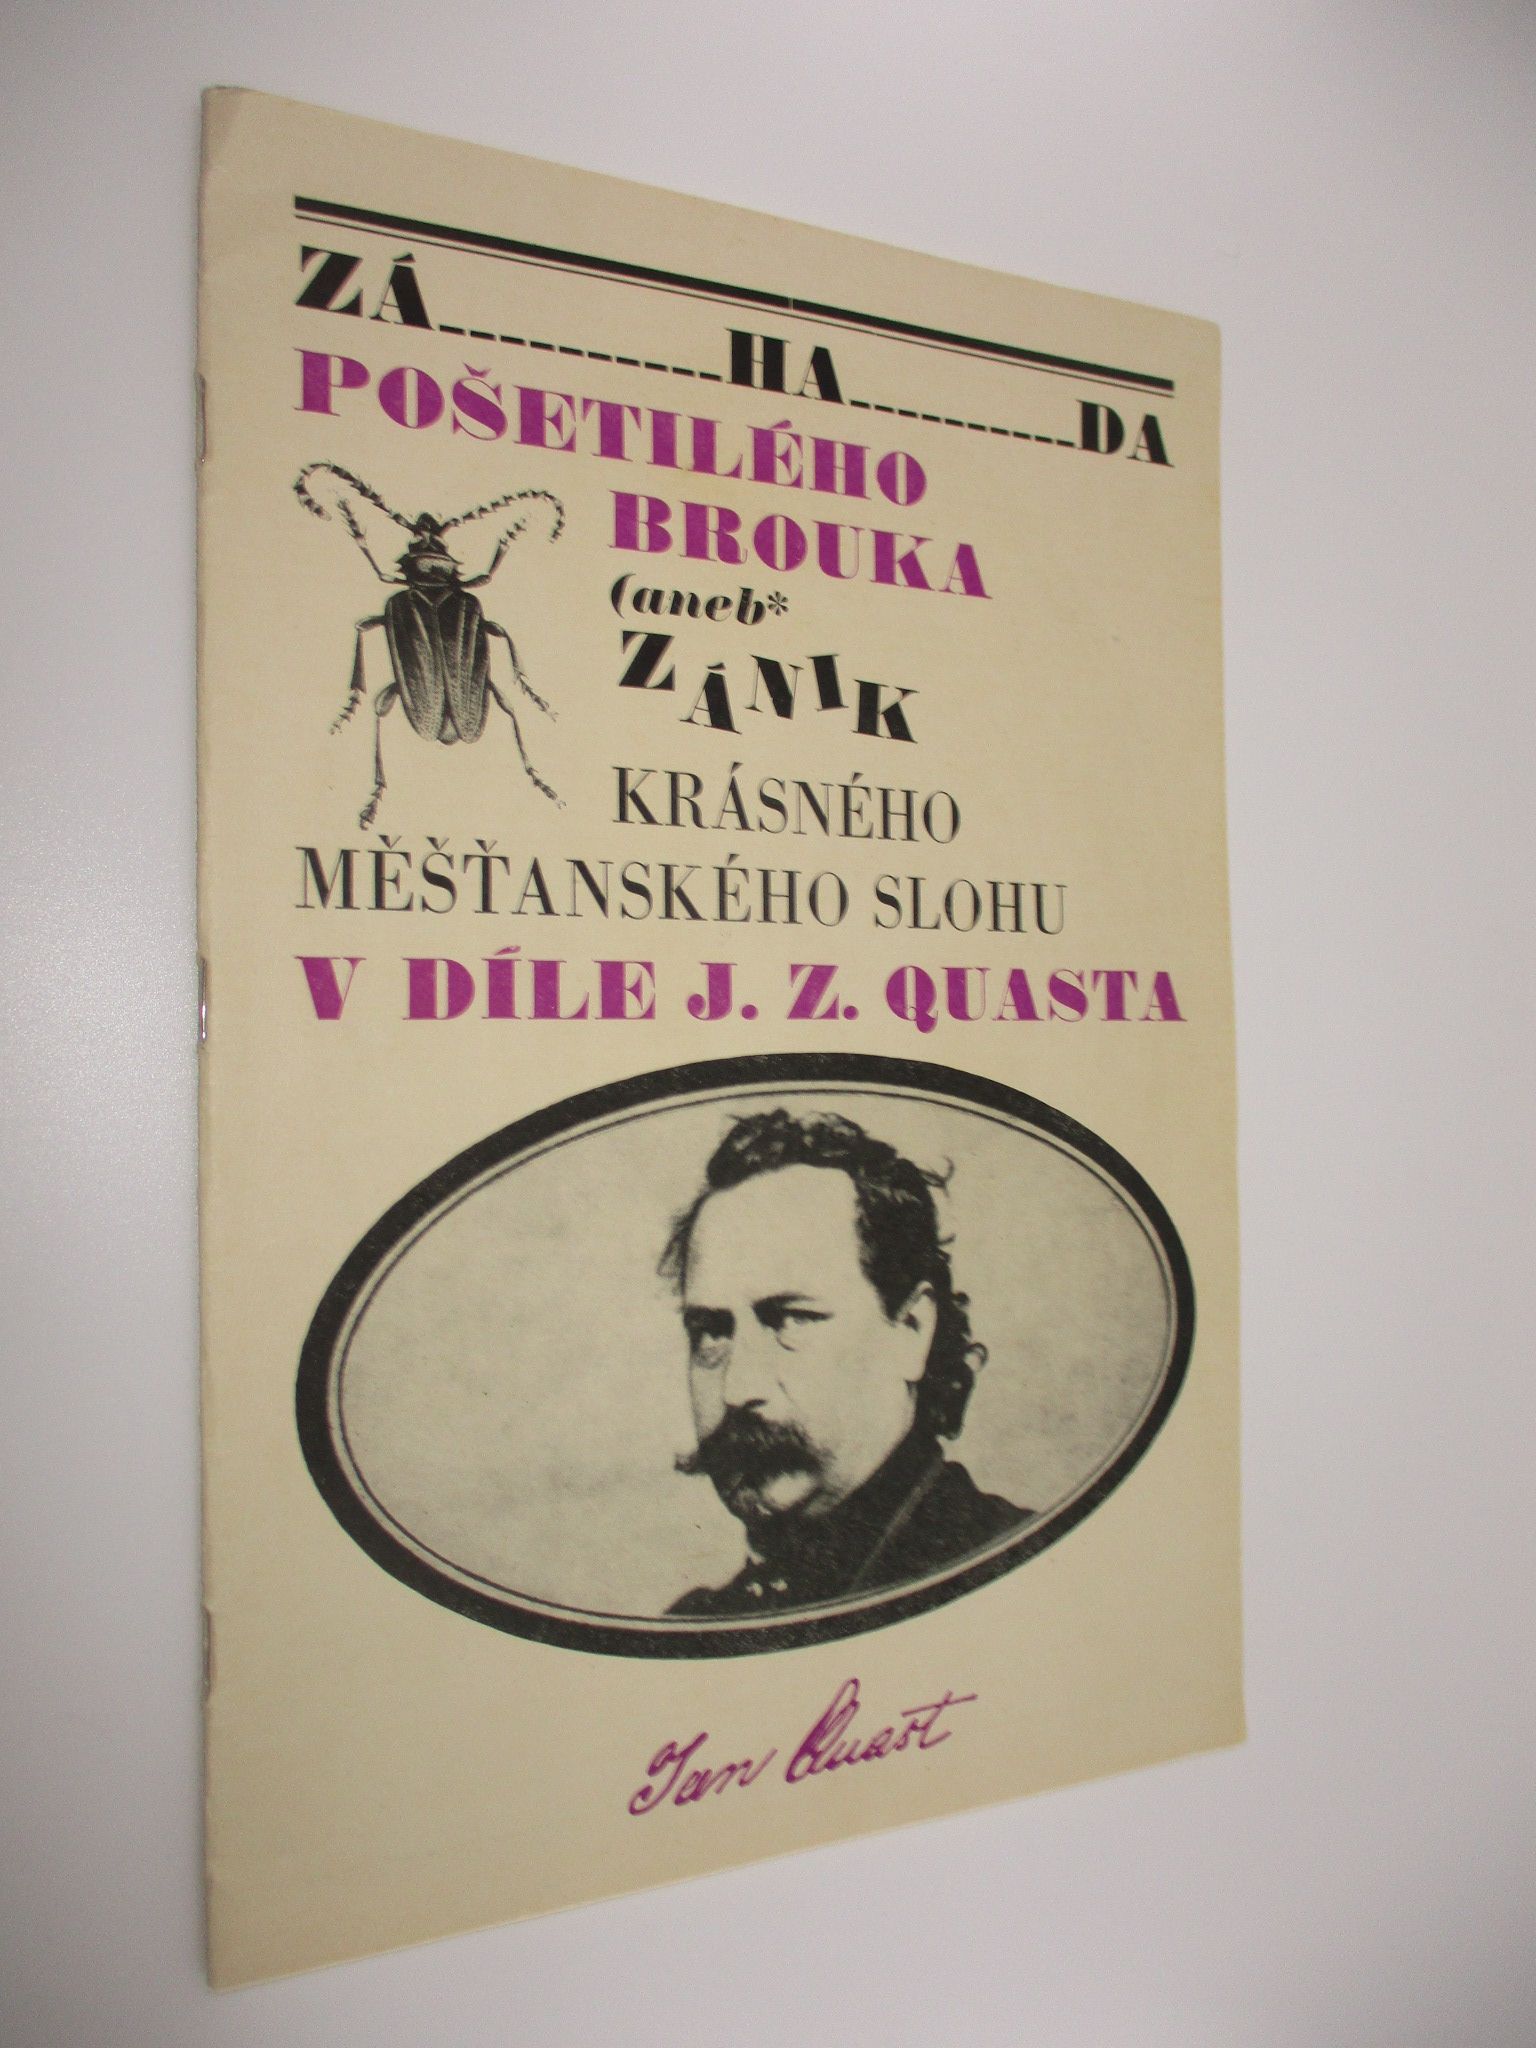 ZÁ----------HA----------DA
POŠETILÉHO
BROUKA
(aneb*
ZÁNIK
KRÁSNÉHO
MĚŠŤANSKÉHO SLOHU
V DÍLE J. Z. QUASTA
Jan Quast